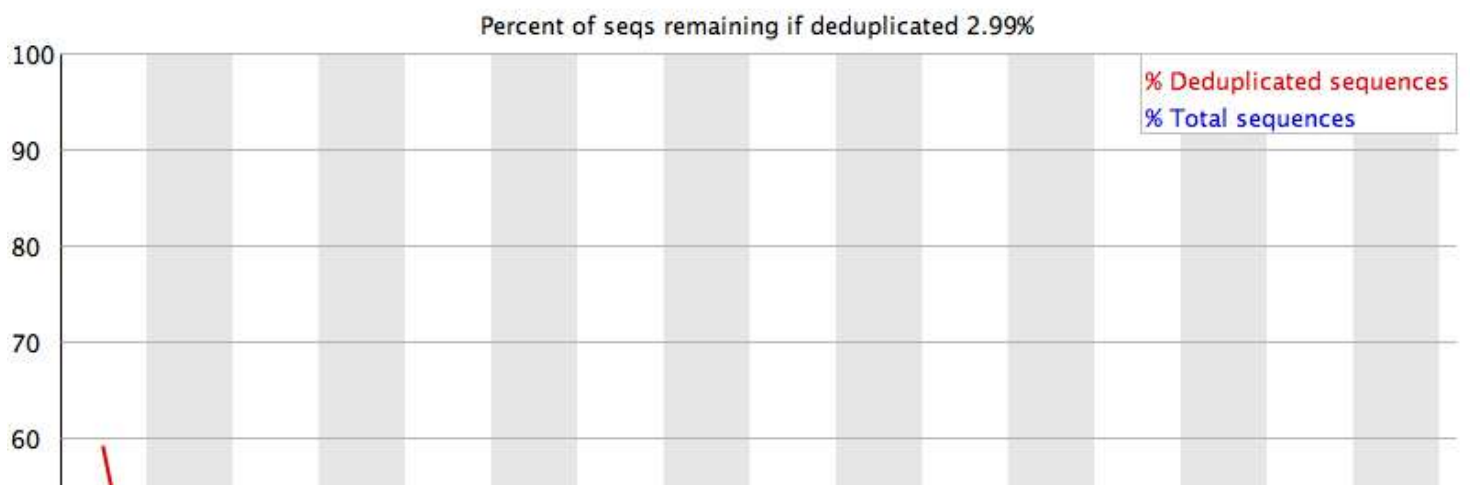 Percent of seqs remaining if deduplicated 2.99%
100
% Deduplicated sequences
% Total sequences
90
80
70
60